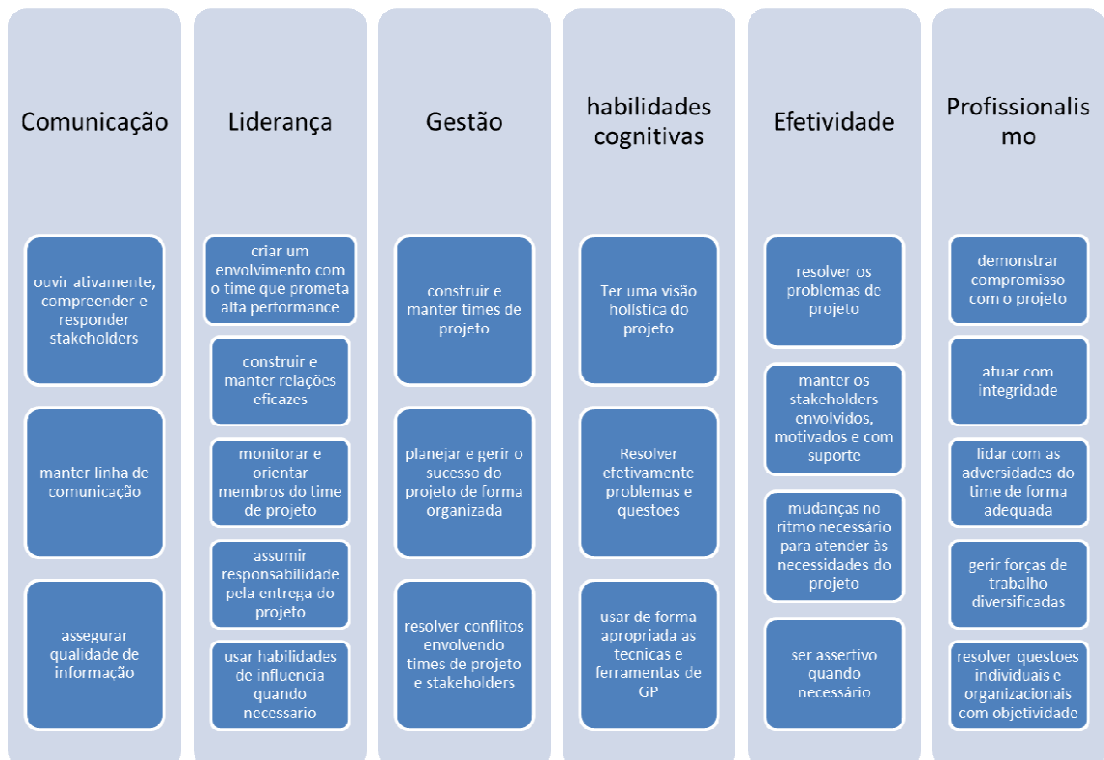 Comunicação
ouvir ativamente,
compreender e
responder
stakeholders
manter linha de
comunicação
assegurar
qualidade de
informação
Liderança
criar um
envolvimento com
o time que prometa
alta performance
construir e
manter relações
eficazes
monitorar e
orientar
membros do time
de projeto
assumir
responsabilidade
pela entrega do
projeto
usar habilidades
de influencia
quando
necessario
Gestão
construir e
manter times de
projeto
planejar e gerir o
sucesso do
projeto de forma
organizada
resolver conflitos
envolvendo
times de projeto
e stakeholders
habilidades
cognitivas
Ter uma visão
holística do
projeto
Resolver
efetivamente
problemas e
questoes
usar de forma
apropriada as
tecnicas e
ferramentas de
GP
Efetividade
resolver os
problemas de
projeto
manter os
stakeholders
envolvidos,
motivados e com
suporte
mudanças no
ritmo necessário
para atender às
necessidades do
projeto
ser assertivo
quando
necessário
Profissionalis
mo
demonstrar
compromisso
com o projeto
atuar com
integridade
lidar com as
adversidades do
time de forma
adequada
gerir forças de
trabalho
diversificadas
resolver questoes
individuais e
organizacionais
com objetividade